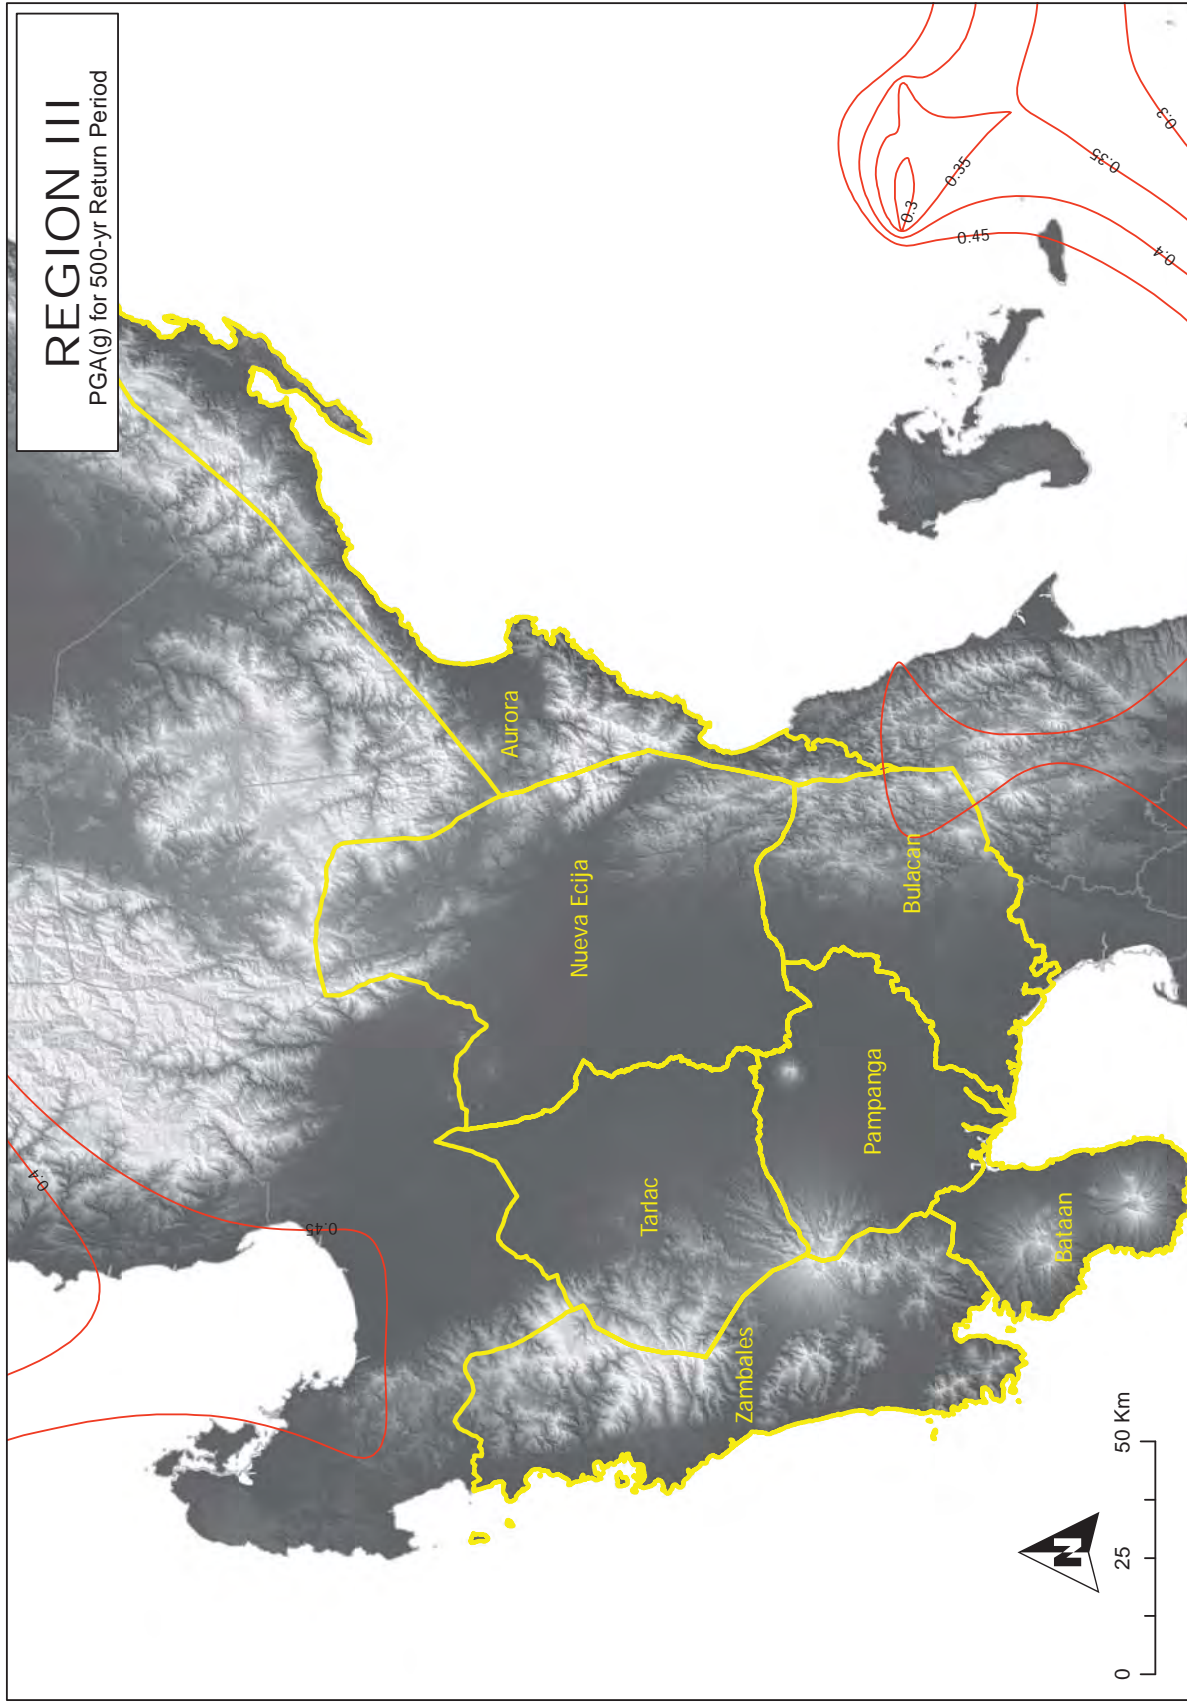 REGION III
PGA(g) for 500-yr Return Period
0.4
0.45
0.3
0.35
0.45
0.4
0.35
0.3
Aurora
Nueva Ecija
Tarlac
Zambales
Pampanga
Bulacan
Bataan
N
0 25 50 Km